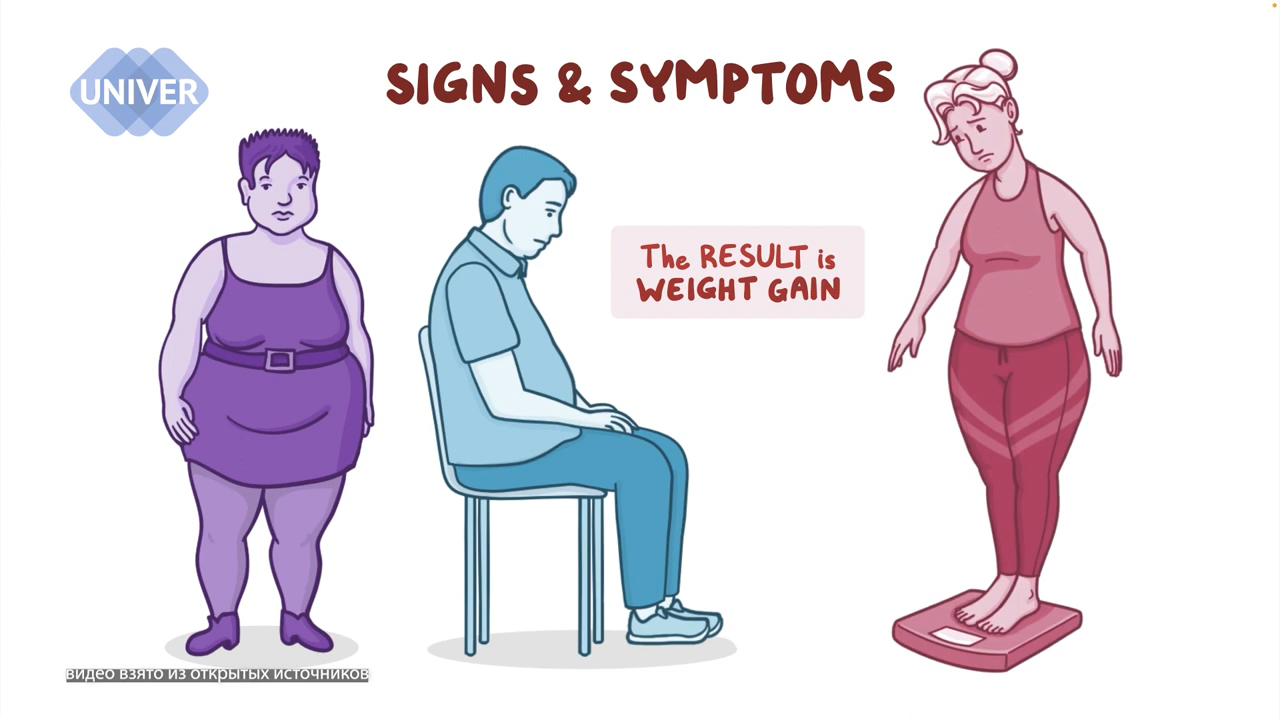 UNIVER
SIGNS & SYMPTOMS
The RESULT is
WEIGHT GAIN
видео взято из открытых источников